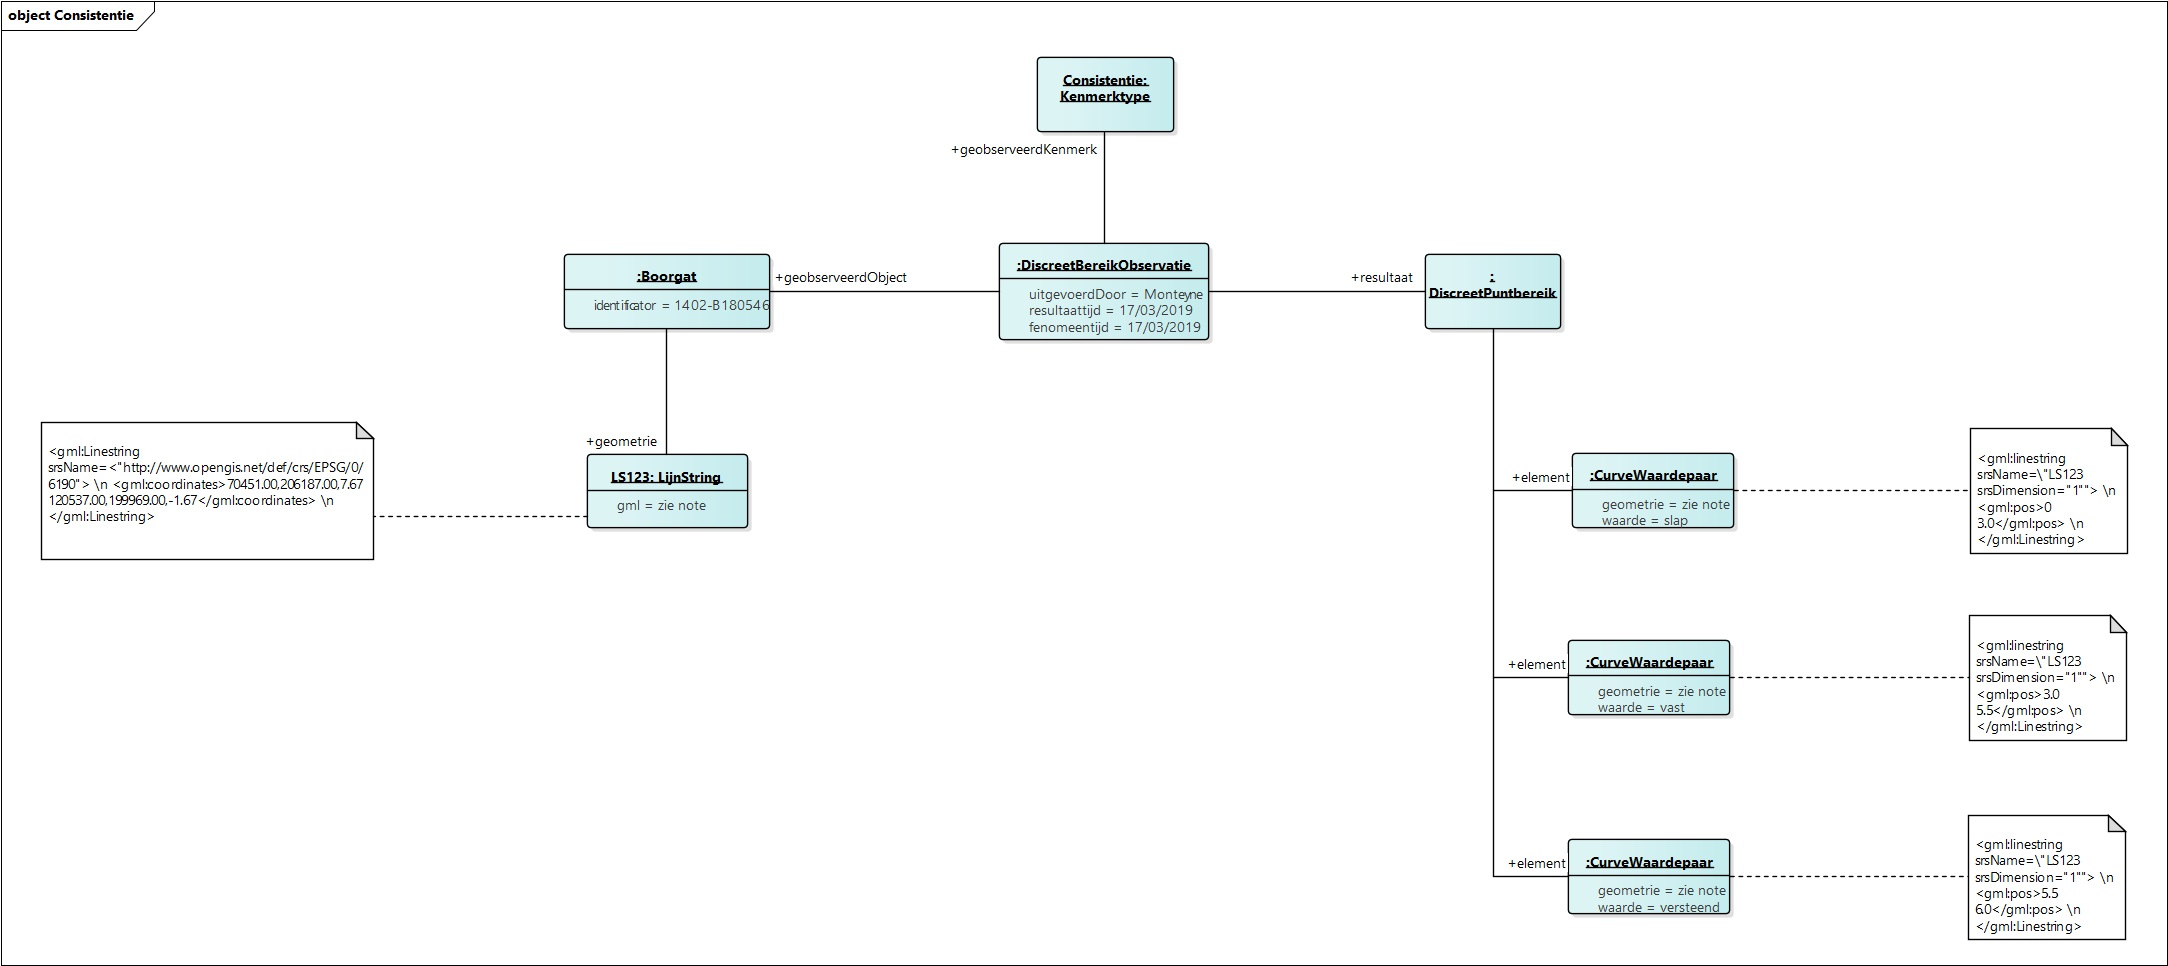 object Consistentie
Consistentie:
Kenmerktype
+geobserveerdKenmerk
:Boorgat
identificator = 1402-B180546
+geobserveerdObject
:DiscreetBereikObservatie
uitgevoerdDoor = Monteyne
resultaattijd = 17/03/2019
fenomeentijd = 17/03/2019
+resultaat
:
DiscreetPuntbereik
+geometrie
LS123: LijnString
gml = zie note
<gml:Linestring
srsName=<"http://www.opengis.net/def/crs/EPSG/0/
6190"> \n <gml:coordinates>70451.00,206187.00,7.67
120537.00,199969.00,-1.67</gml:coordinates> \n
</gml:Linestring>
+element
:CurveWaardepaar
geometrie = zie note
waarde = slap
<gml:linestring
srsName=\"LS123
srsDimension="1""> \n
<gml:pos>0
3.0</gml:pos> \n
</gml:Linestring>
+element
:CurveWaardepaar
geometrie = zie note
waarde = vast
<gml:linestring
srsName=\"LS123
srsDimension="1""> \n
<gml:pos>3.0
5.5</gml:pos> \n
</gml:Linestring>
+element
:CurveWaardepaar
geometrie = zie note
waarde = versteend
<gml:linestring
srsName=\"LS123
srsDimension="1""> \n
<gml:pos>5.5
6.0</gml:pos> \n
</gml:Linestring>